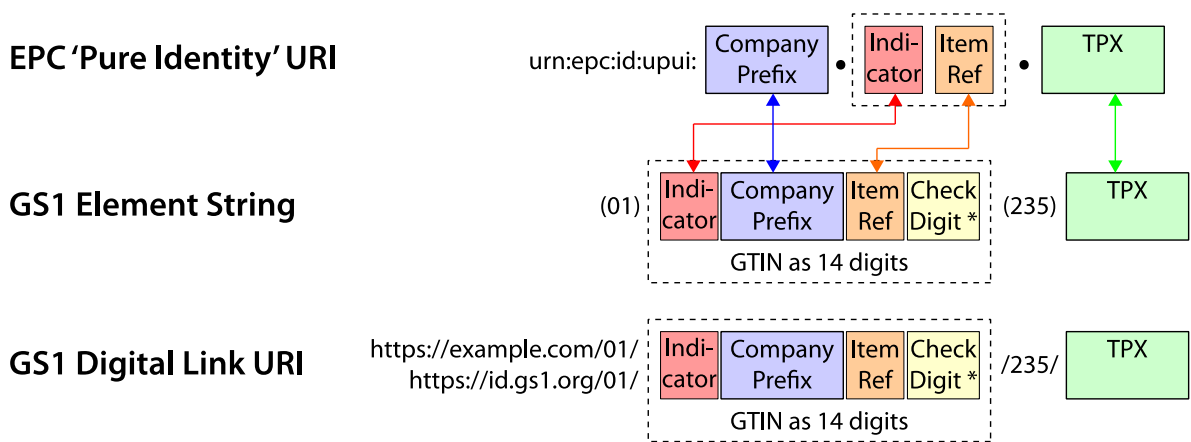 EPC ‘Pure Identity’ URI
urn:epc:id:upui:
Company
Prefix
•
Indi-
cator
Item
Ref
•
TPX
GS1 Element String
(01)
Indi-
cator
Company
Prefix
Item
Ref
Check
Digit *
(235)
TPX
GTIN as 14 digits
GS1 Digital Link URI
https://example.com/01/
https://id.gs1.org/01/
Indi-
cator
Company
Prefix
Item
Ref
Check
Digit *
/235/
TPX
GTIN as 14 digits